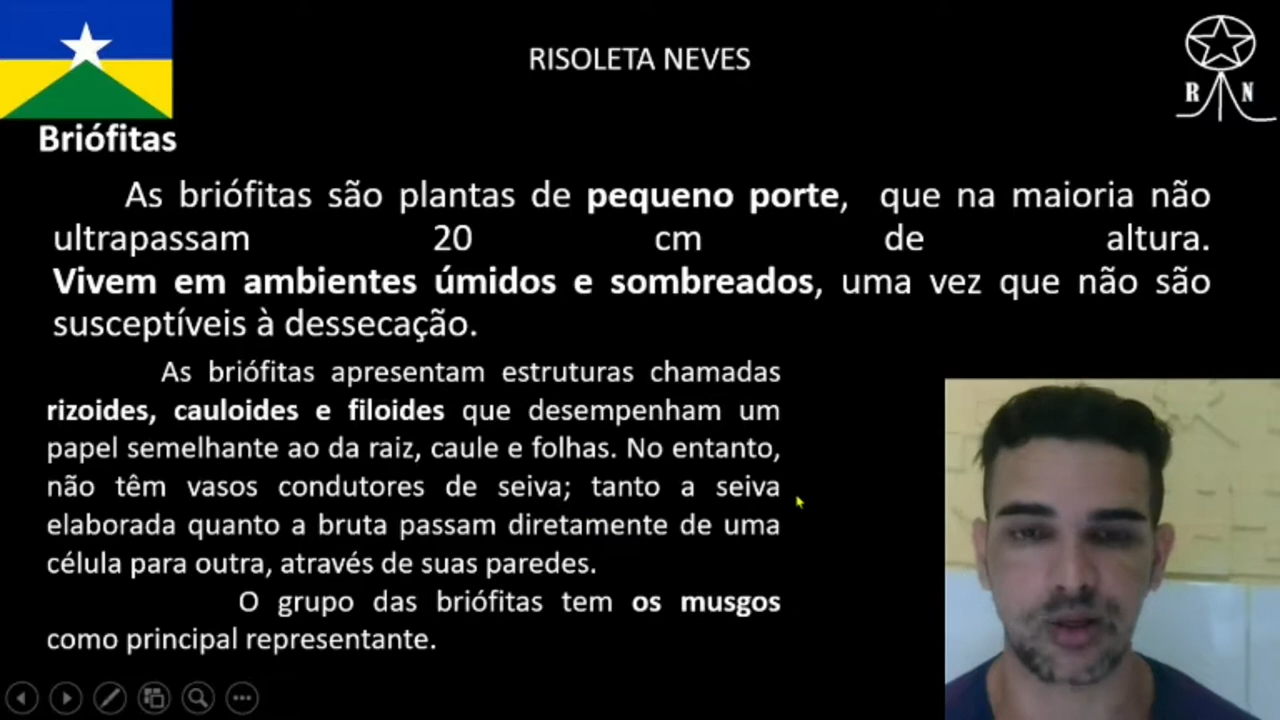 RISOLETA NEVES
R N
Briófitas
As briófitas são plantas de pequeno porte, que na maioria não
ultrapassam 20 cm de altura.
Vivem em ambientes úmidos e sombreados, uma vez que não são
susceptíveis à dessecação.
As briófitas apresentam estruturas chamadas
rizoides, cauloides e filoides que desempenham um
papel semelhante ao da raiz, caule e folhas. No entanto,
não têm vasos condutores de seiva; tanto a seiva
elaborada quanto a bruta passam diretamente de uma
célula para outra, através de suas paredes.
O grupo das briófitas tem os musgos
como principal representante.